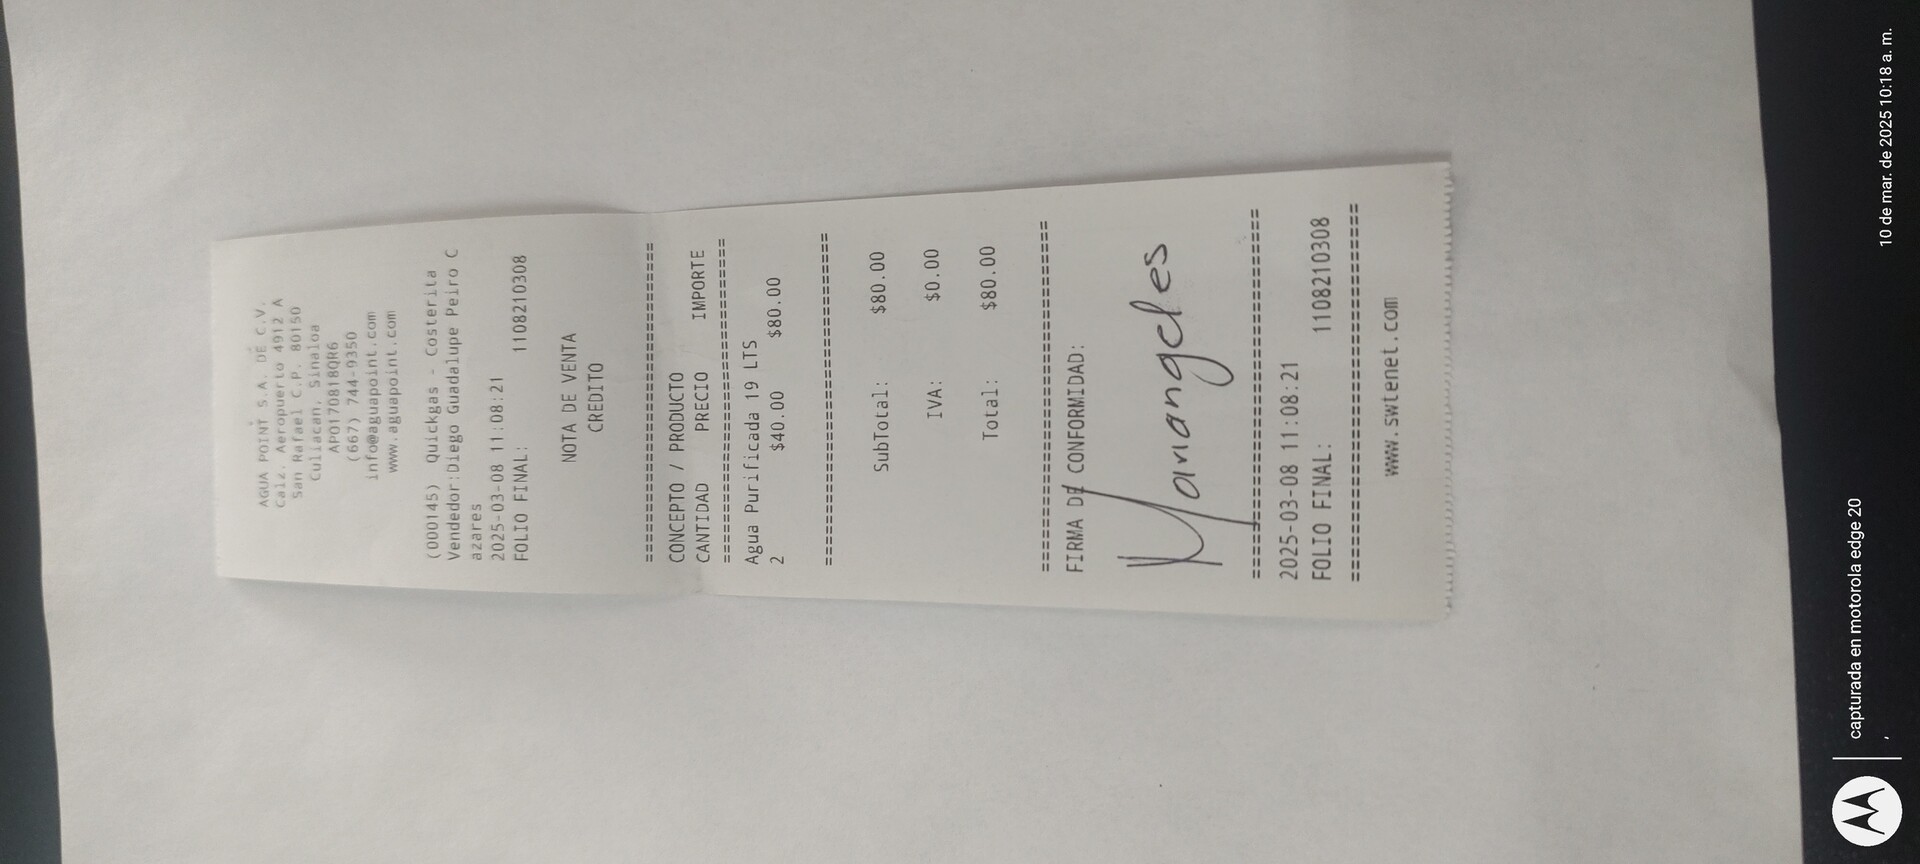 AGUA POINT S.A. DE C.V.
Calz. Aeropuerto 4912 A
San Rafael C.P. 80150
Culiacan, Sinaloa
APO170818QR6
(667) 744-9350
info@aguapoint.com
www.aguapoint.com
(000145) Quickgas - Costerita
Vendedor:Diego Guadalupe Peiro C
azares
2025-03-08 11:08:21
FOLIO FINAL: 1108210308
NOTA DE VENTA
CREDITO
================================
CONCEPTO / PRODUCTO
CANTIDAD PRECIO IMPORTE
================================
Agua Purificada 19 LTS
2 $40.00 $80.00
================================
SubTotal: $80.00
IVA: $0.00
Total: $80.00
================================
FIRMA DE CONFORMIDAD:
Mariangeles
================================
2025-03-08 11:08:21
FOLIO FINAL: 1108210308
================================
www.swtenet.com
capturada en motorola edge 20
,
10 de mar. de 2025 10:18 a. m.